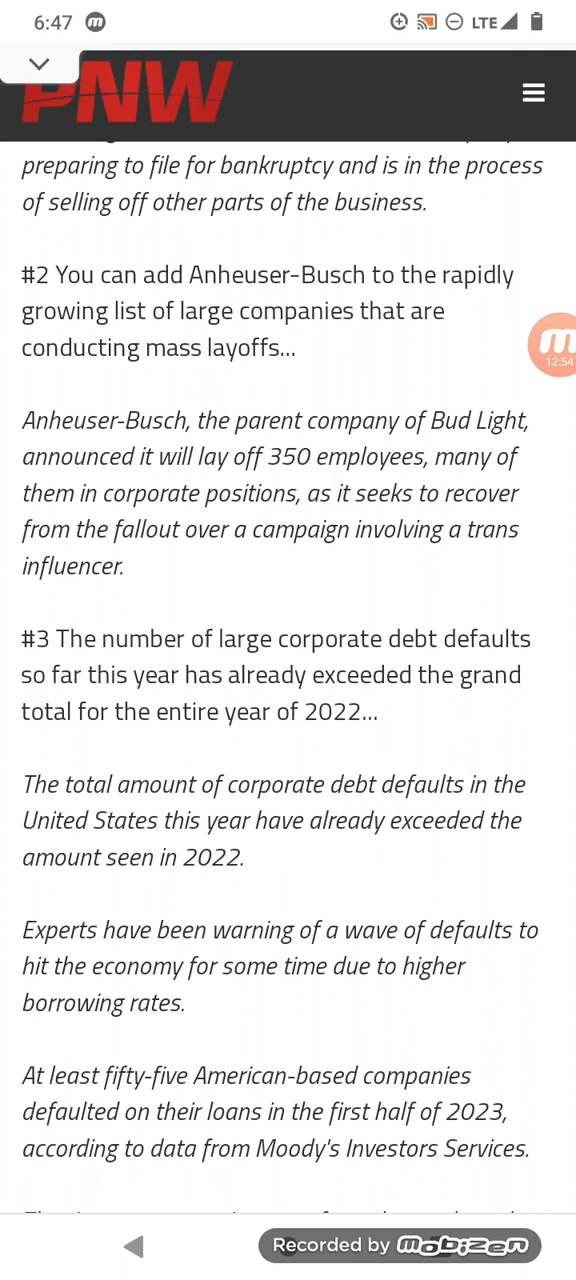 6:47 m LTE
PNW
preparing to file for bankruptcy and is in the process
of selling off other parts of the business.
#2 You can add Anheuser-Busch to the rapidly
growing list of large companies that are
conducting mass layoffs...
m
12:54
Anheuser-Busch, the parent company of Bud Light,
announced it will lay off 350 employees, many of
them in corporate positions, as it seeks to recover
from the fallout over a campaign involving a trans
influencer.
#3 The number of large corporate debt defaults
so far this year has already exceeded the grand
total for the entire year of 2022...
The total amount of corporate debt defaults in the
United States this year have already exceeded the
amount seen in 2022.
Experts have been warning of a wave of defaults to
hit the economy for some time due to higher
borrowing rates.
At least fifty-five American-based companies
defaulted on their loans in the first half of 2023,
according to data from Moody's Investors Services.
Recorded by mobizen